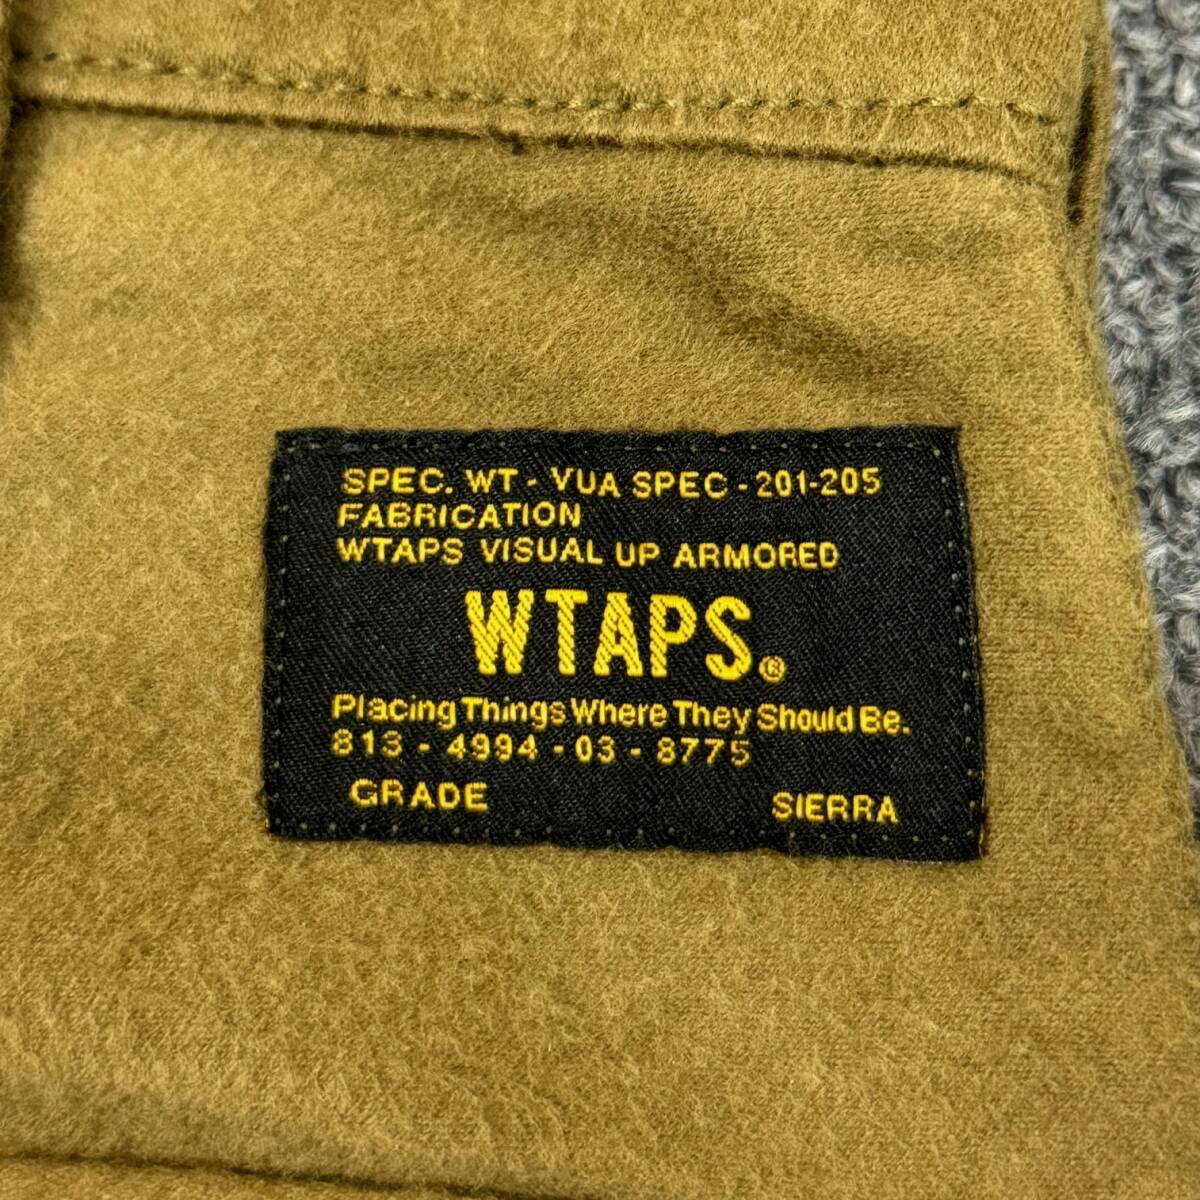 SPEC. WT - VUA SPEC - 201-205
FABRICATION
WTAPS VISUAL UP ARMORED
WTAPS.®
Placing Things Where They Should Be.
813 - 4994 - 03 - 8775
GRADE SIERRA